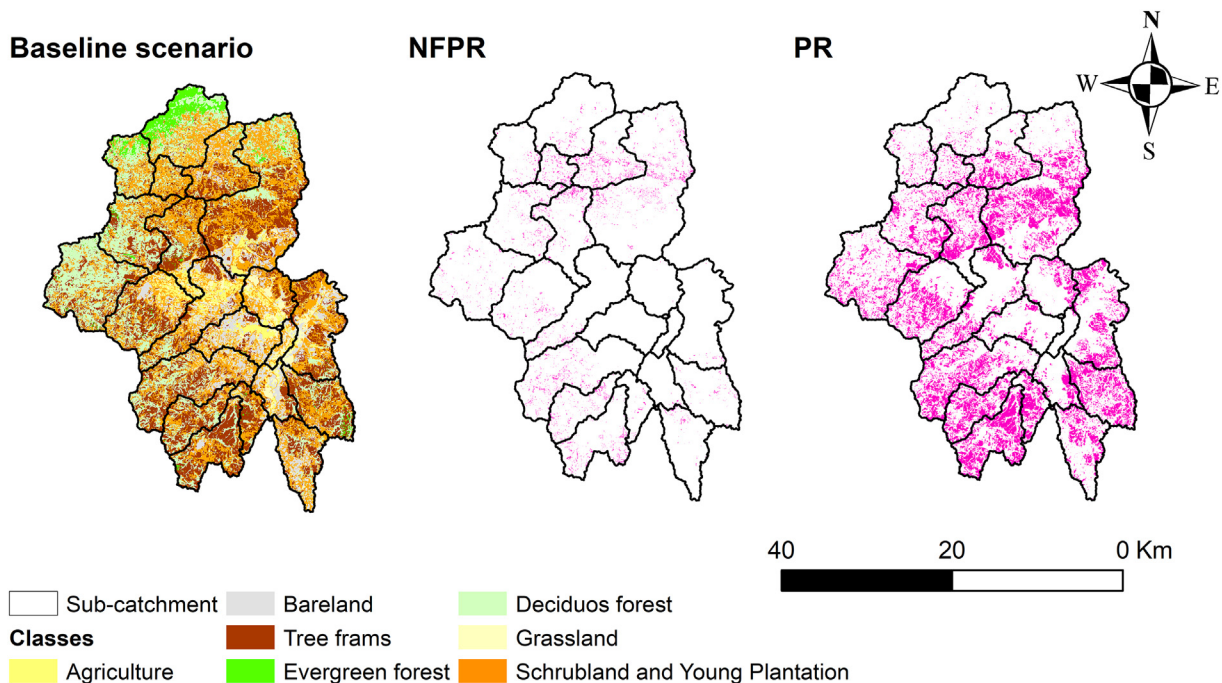 Baseline scenario
NFPR
PR
N
W
E
S
40 20 0 Km
Sub-catchment
Bareland
Deciduos forest
Classes
Tree frams
Grassland
Agriculture
Evergreen forest
Schrubland and Young Plantation